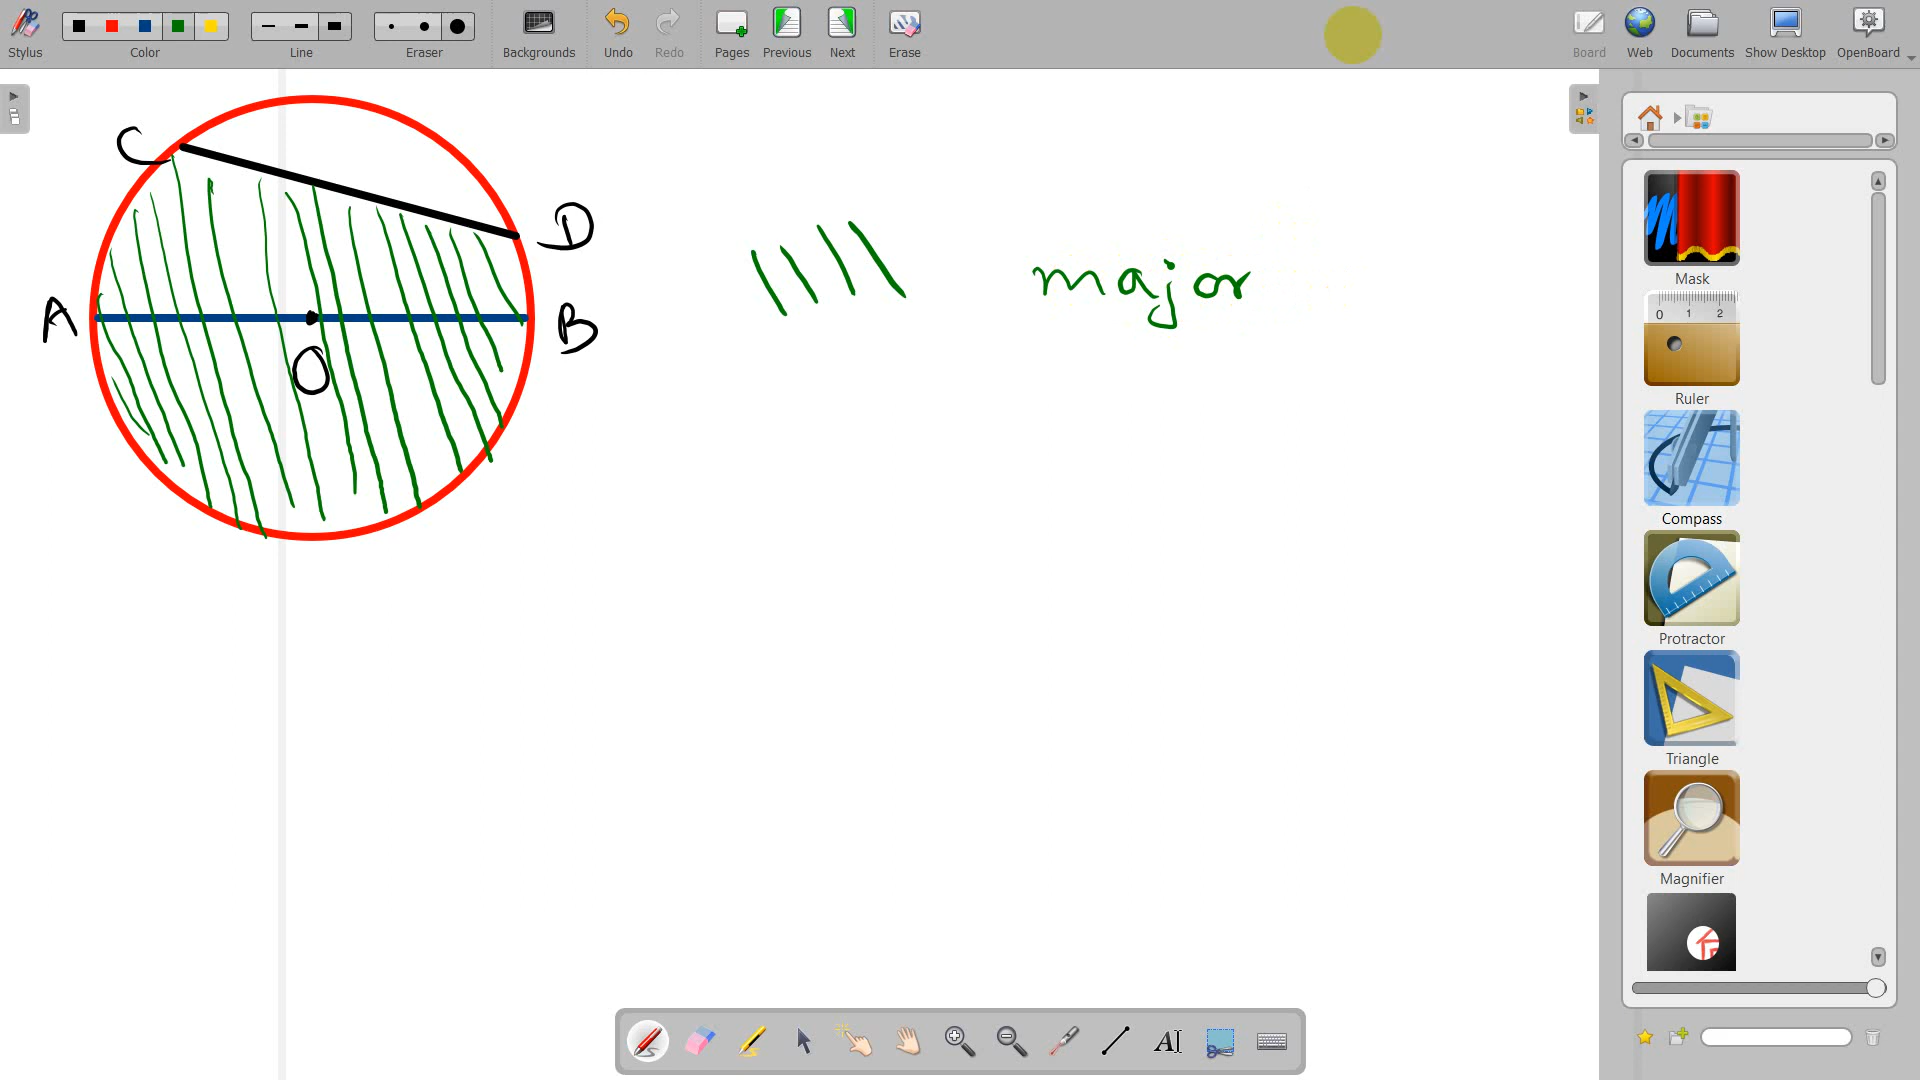 Stylus
Color
Line
Eraser
Backgrounds
Undo
Redo
Pages
Previous
Next
Erase
Board
Web
Documents
Show Desktop
OpenBoard
C
D
A
B
O
major
Mask
0 1 2
Ruler
Compass
Protractor
Triangle
Magnifier